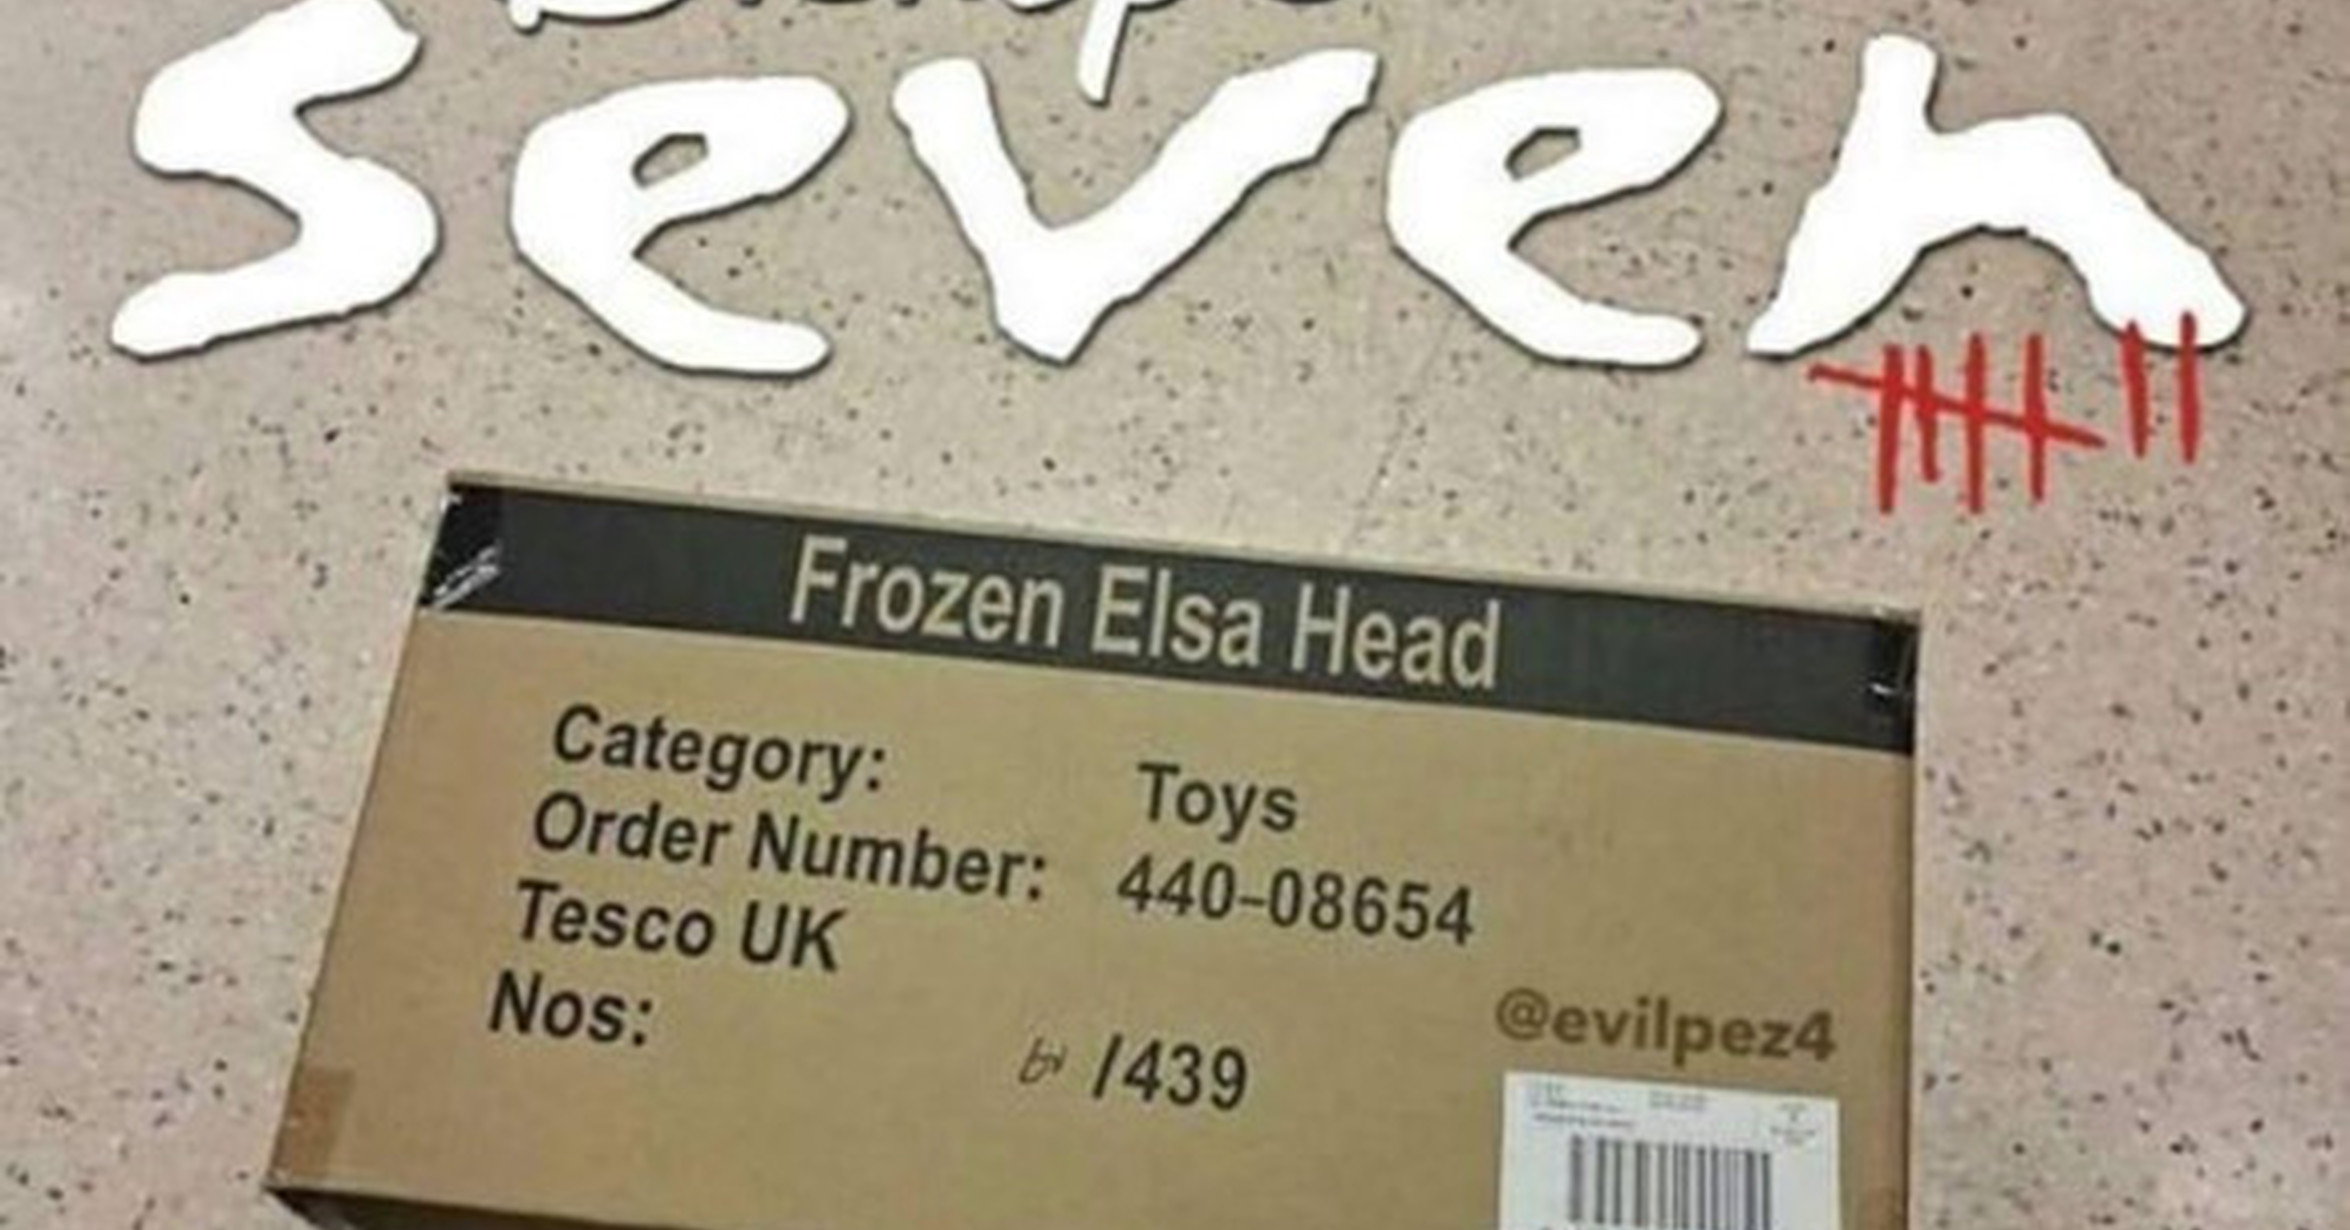 seven
Frozen Elsa Head
Category: Toys
Order Number: 440-08654
Tesco UK
Nos: /439
@evilpez4